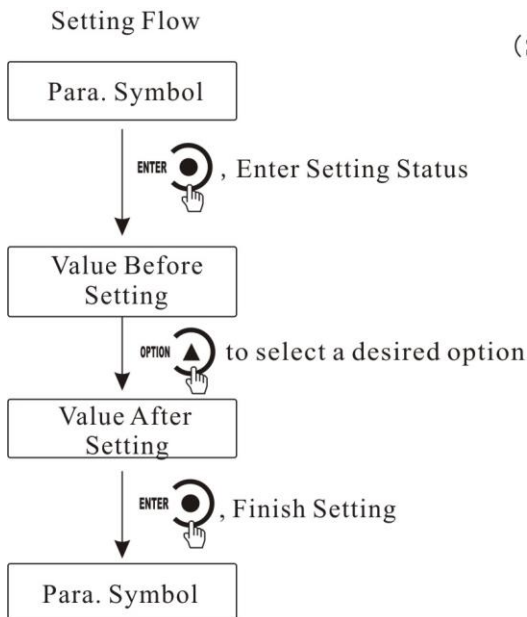 Setting Flow
(
Para. Symbol
ENTER , Enter Setting Status
Value Before
Setting
OPTION to select a desired option
Value After
Setting
ENTER , Finish Setting
Para. Symbol